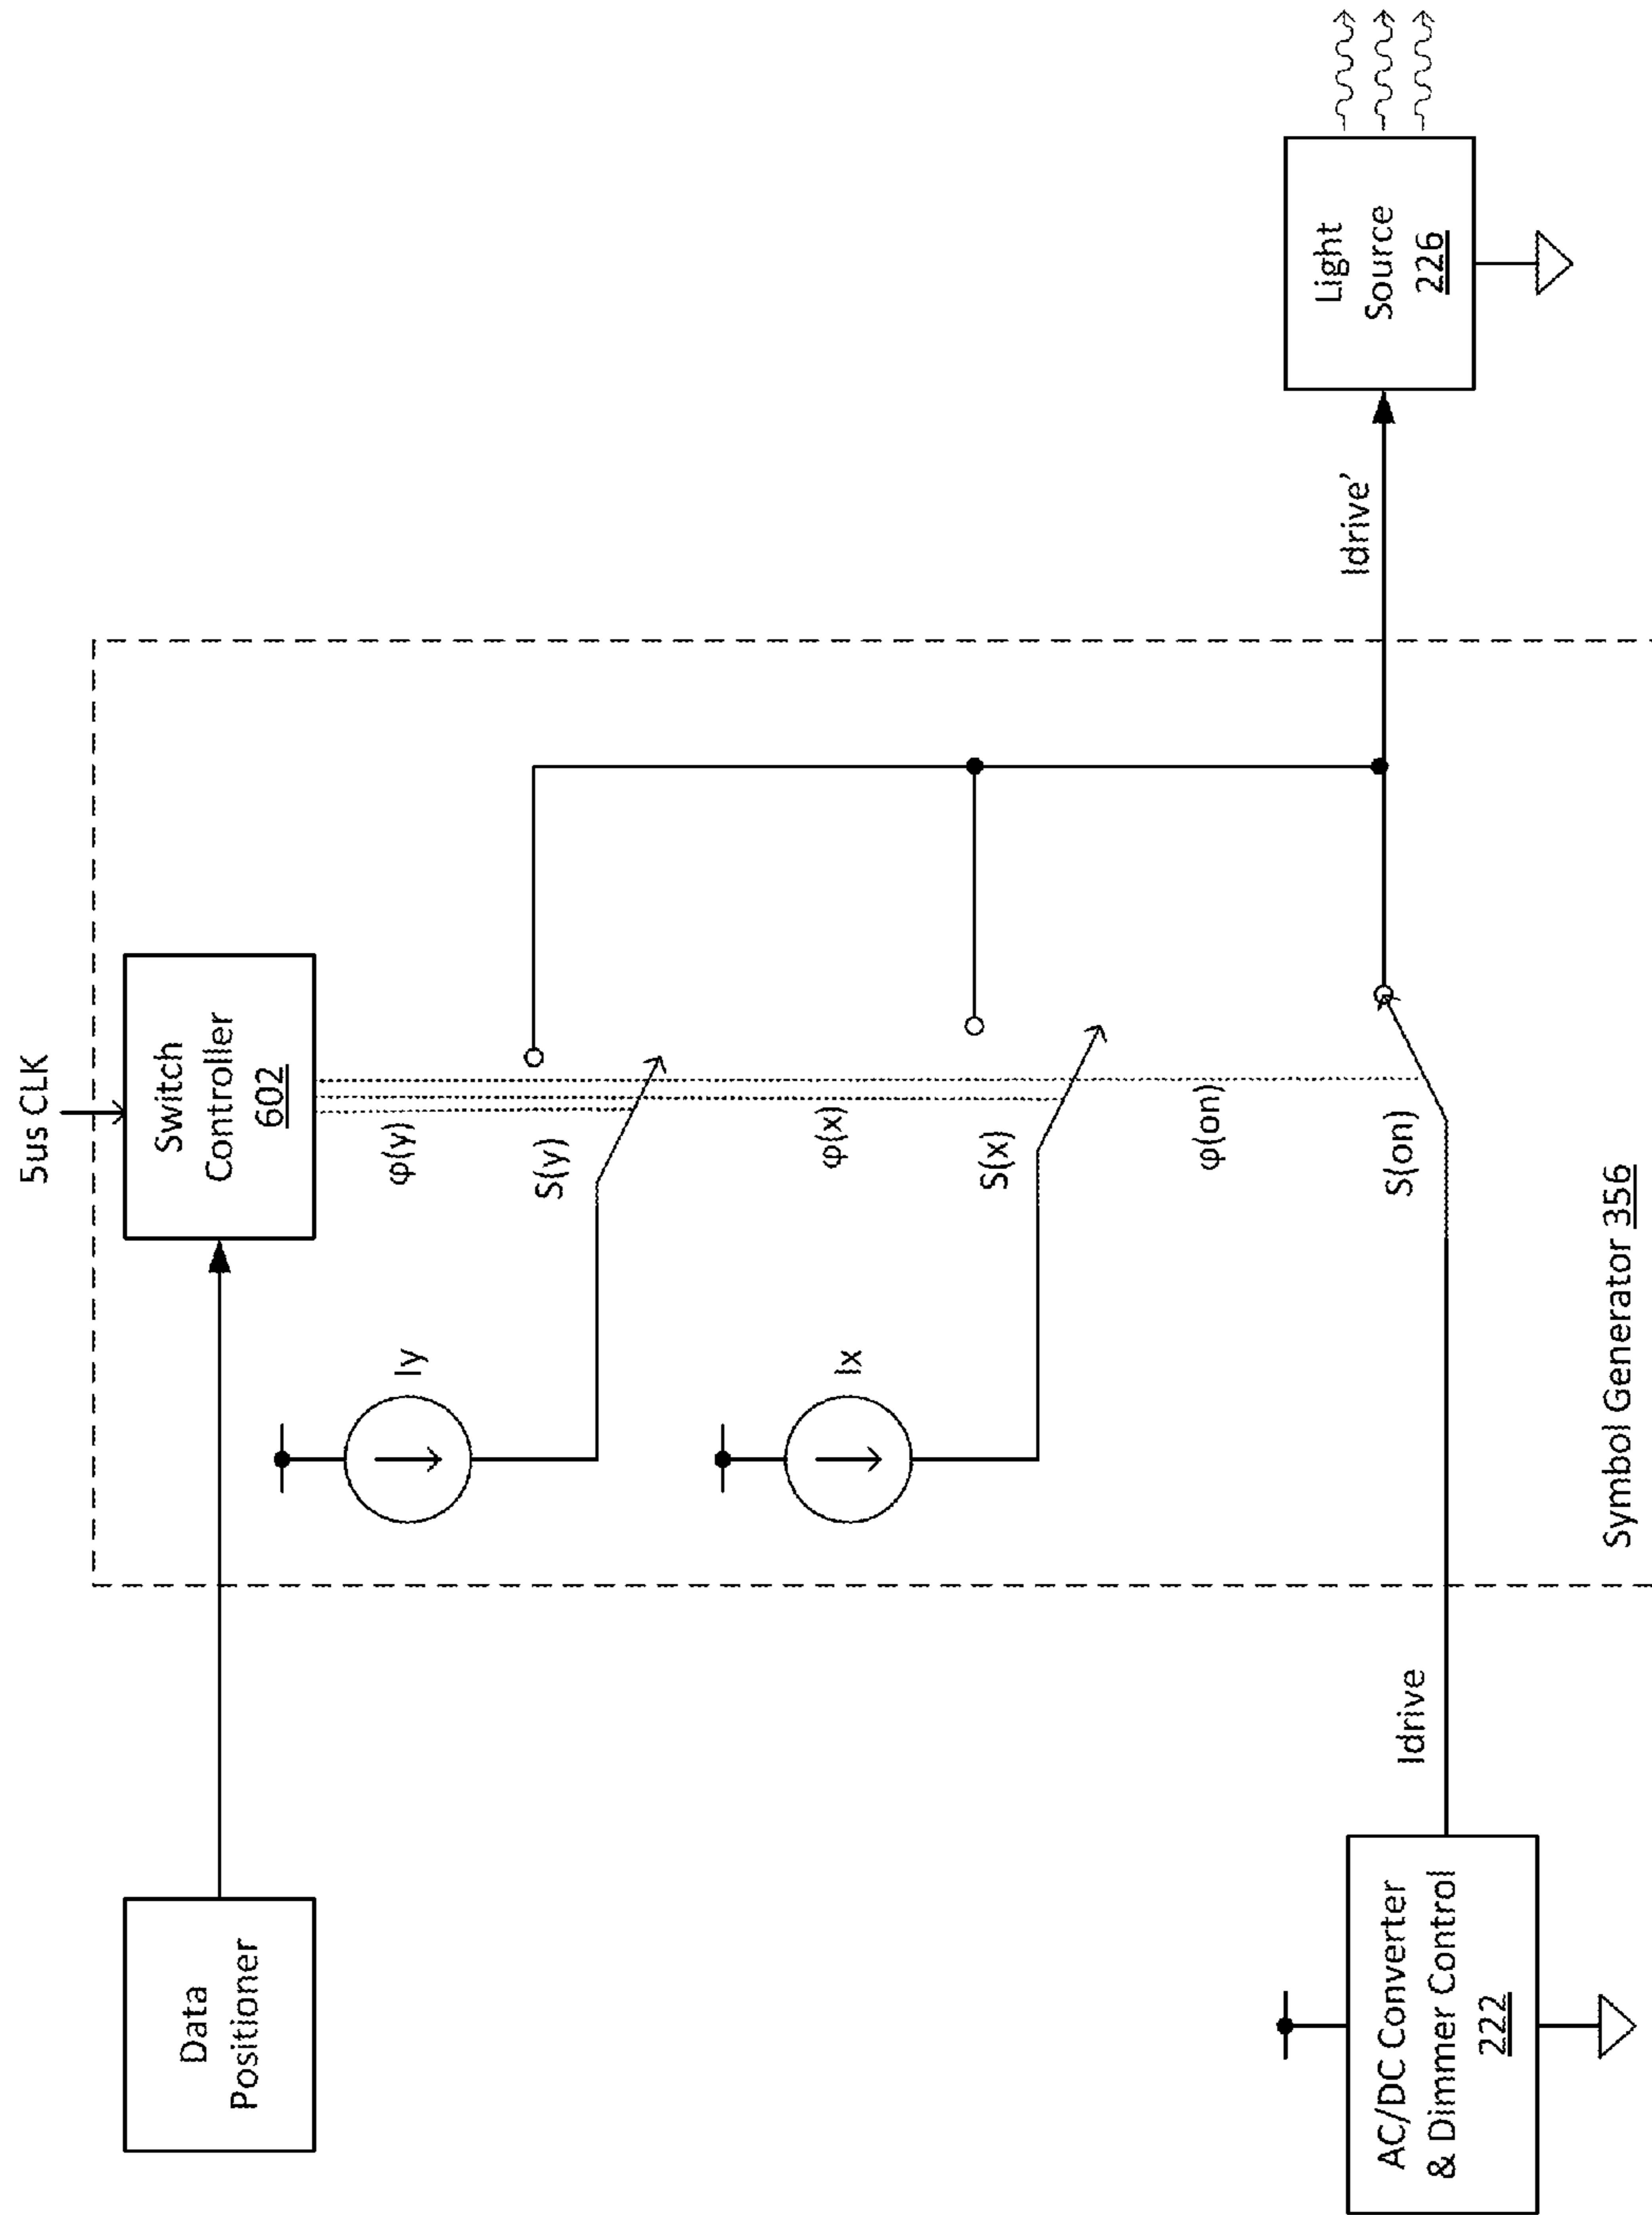 5us CLK
Data
Positioner
Switch
Controller
602
Iy
φ(y)
S(y)
Ix
φ(x)
S(x)
φ(on)
S(on)
AC/DC Converter
& Dimmer Control
222
Idrive
Idrive’
Light
Source
226
Symbol Generator 356